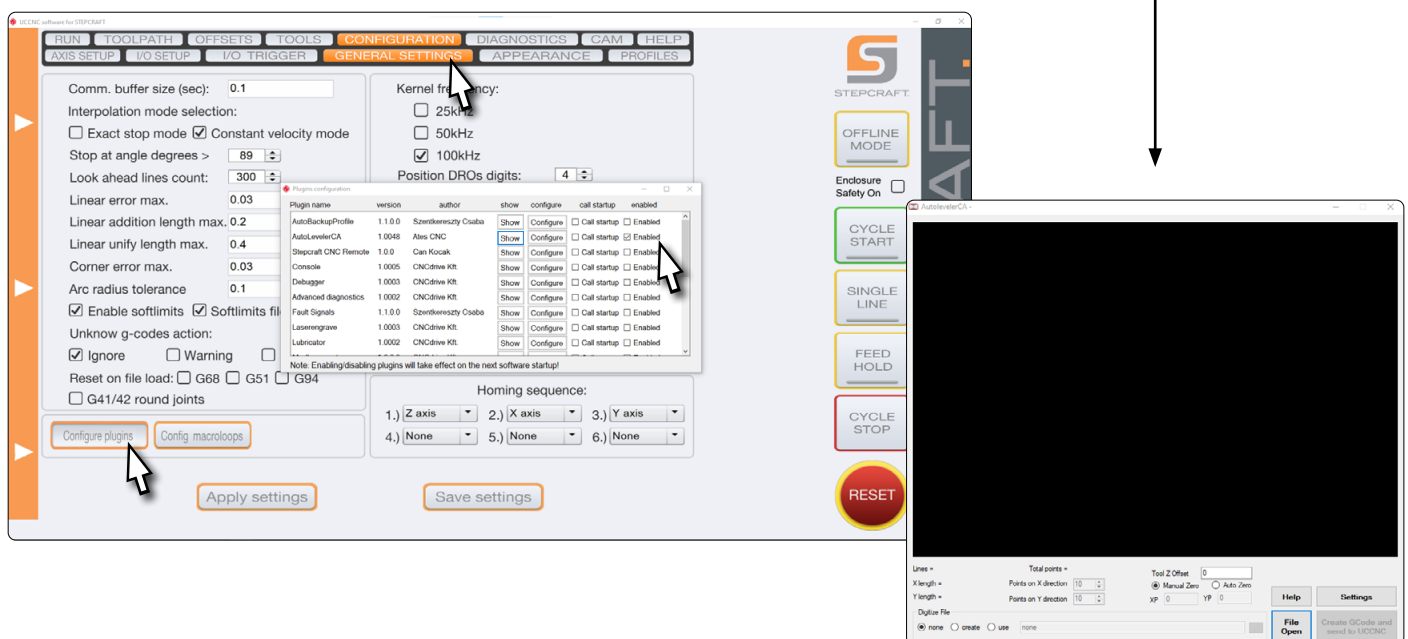 UCCNC software for STEPCRAFT
RUN TOOLPATH OFFSETS TOOLS CONFIGURATION DIAGNOSTICS CAM HELP
AXIS SETUP I/O SETUP I/O TRIGGER GENERAL SETTINGS APPEARANCE PROFILES
Comm. buffer size (sec): 0.1
Interpolation mode selection:
Exact stop mode Constant velocity mode
Stop at angle degrees > 89
Look ahead lines count: 300
Linear error max. 0.03
Linear addition length max. 0.2
Linear unify length max. 0.4
Corner error max. 0.03
Arc radius tolerance 0.1
Enable softlimits Softlimits fil
Unknow g-codes action:
Ignore Warning
Reset on file load: G68 G51 G94
G41/42 round joints
Configure plugins Config. macroloops
Apply settings Save settings
Kernel frequency:
25kHz
50kHz
100kHz
Position DROs digits: 4
Plugins configuration
Plugin name version author show configure call startup enabled
AutoBackupProfile 1.1.0.0 Szentkereszty Csaba Show Configure Call startup Enabled
AutoLevelerCA 1.0048 Ates CNC Show Configure Call startup Enabled
Stepcraft CNC Remote 1.0.0 Can Kocak Show Configure Call startup Enabled
Console 1.0005 CNCdrive Kft. Show Configure Call startup Enabled
Debugger 1.0003 CNCdrive Kft. Show Configure Call startup Enabled
Advanced diagnostics 1.0002 CNCdrive Kft. Show Configure Call startup Enabled
Fault Signals 1.1.0.0 Szentkereszty Csaba Show Configure Call startup Enabled
Laserengrave 1.0003 CNCdrive Kft. Show Configure Call startup Enabled
Lubricator 1.0002 CNCdrive Kft. Show Configure Call startup Enabled
Note: Enabling/disabling plugins will take effect on the next software startup!
Homing sequence:
1.) Z axis 2.) X axis 3.) Y axis
4.) None 5.) None 6.) None
STEPCRAFT.
AFT.
OFFLINE
MODE
Enclosure
Safety On
CYCLE
START
SINGLE
LINE
FEED
HOLD
CYCLE
STOP
RESET
AutolevelerCA -
Lines = Total points = Tool Z Offset 0
X length = Points on X direction 10 Manual Zero Auto Zero
Y length = Points on Y direction 10 XP 0 YP 0
Help Settings
Digitize File
none create use none
File
Open
Create GCode and
send to UCCNC